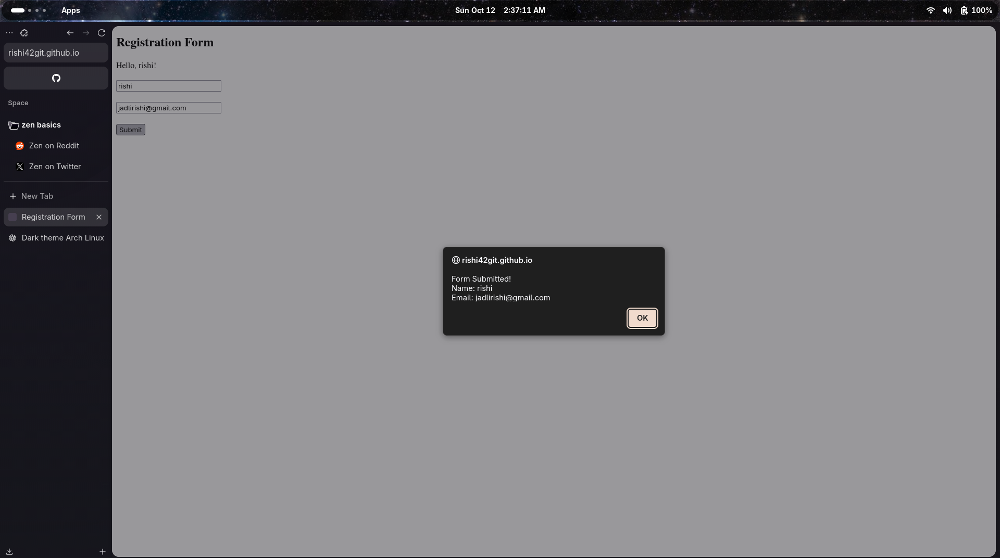 Apps
Sun Oct 12 2:37:11 AM
100%
rishi42git.github.io
Space
zen basics
Zen on Reddit
Zen on Twitter
New Tab
Registration Form
Dark theme Arch Linux
Registration Form
Hello, rishi!
rishi
jadlirishi@gmail.com
Submit
rishi42git.github.io
Form Submitted!
Name: rishi
Email: jadlirishi@gmail.com
OK